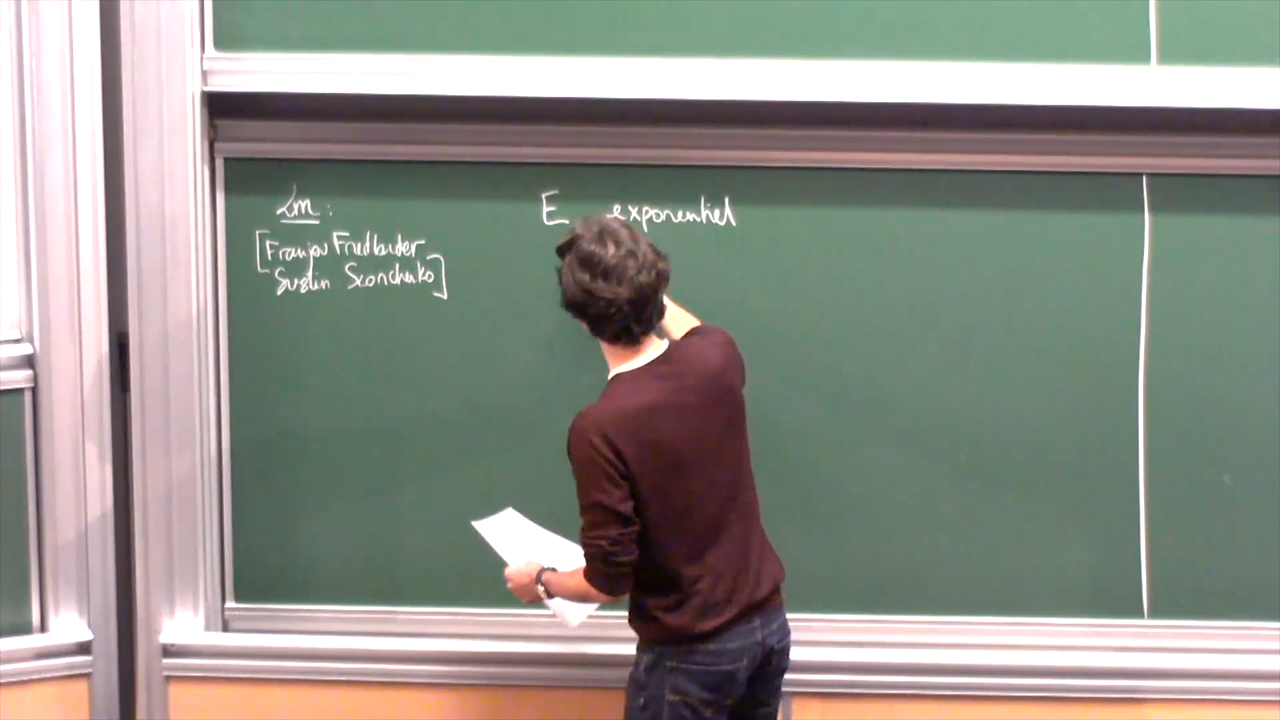 Lm :
[Franjou Friedlander
Suslin Scorichenko]
E exponentiel